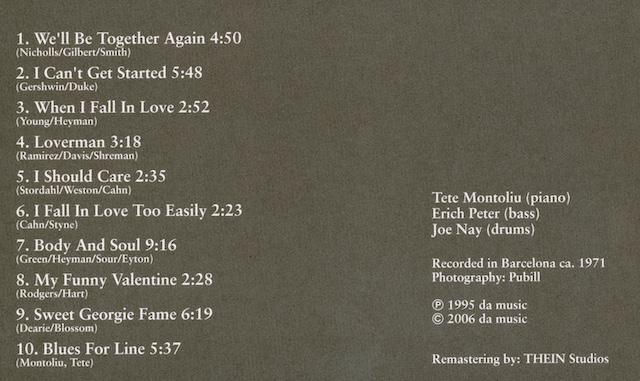 1. We'll Be Together Again 4:50
(Nicholls/Gilbert/Smith)
2. I Can't Get Started 5:48
(Gershwin/Duke)
3. When I Fall In Love 2:52
(Young/Heyman)
4. Loverman 3:18
(Ramirez/Davis/Shreman)
5. I Should Care 2:35
(Stordahl/Weston/Cahn)
6. I Fall In Love Too Easily 2:23
(Cahn/Styne)
7. Body And Soul 9:16
(Green/Heyman/Sour/Eyton)
8. My Funny Valentine 2:28
(Rodgers/Hart)
9. Sweet Georgie Fame 6:19
(Dearie/Blossom)
10. Blues For Line 5:37
(Montoliu, Tete)
Tete Montoliu (piano)
Erich Peter (bass)
Joe Nay (drums)
Recorded in Barcelona ca. 1971
Photography: Pubill
℗ 1995 da music
© 2006 da music
Remastering by: THEIN Studios